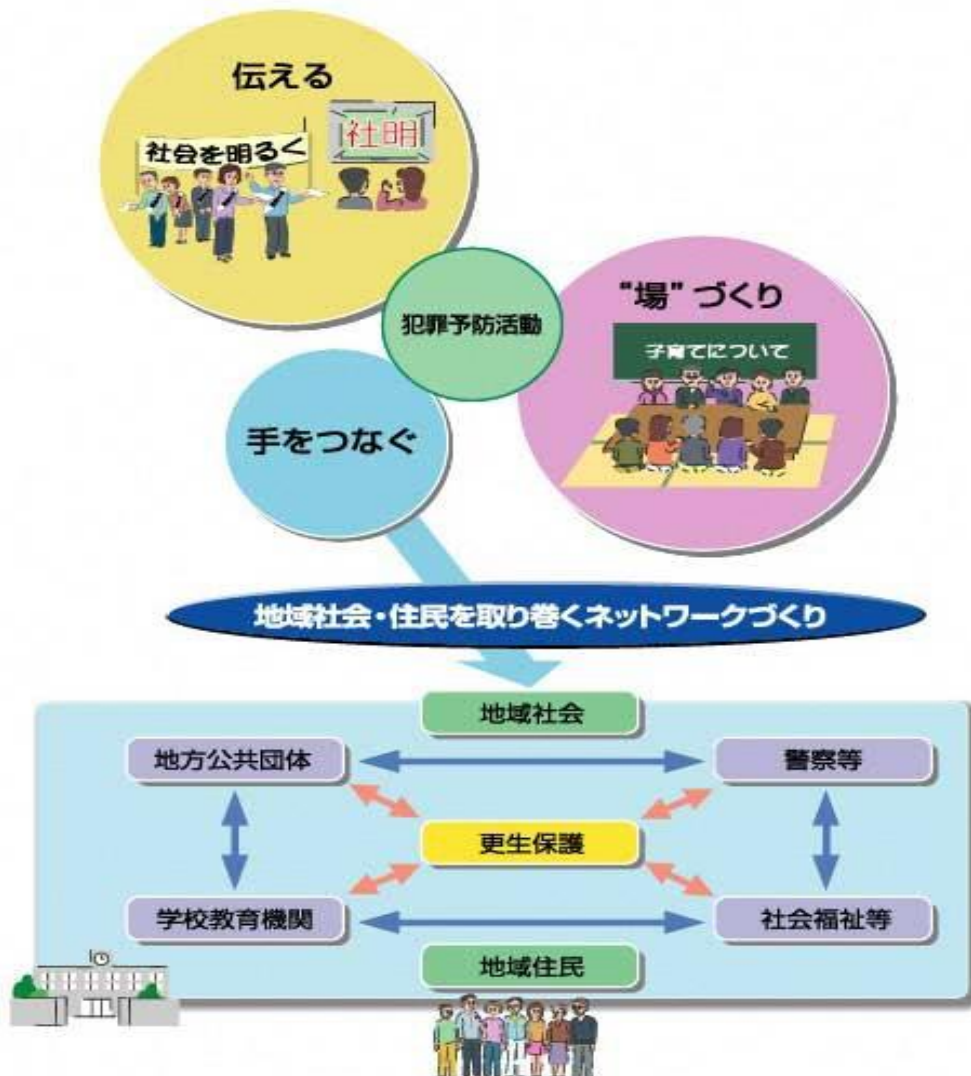 伝える
社会を明るく
社明
犯罪予防活動
"場"づくり
子育てについて
手をつなぐ
地域社会・住民を取り巻くネットワークづくり
地域社会
地方公共団体
警察等
更生保護
学校教育機関
社会福祉等
地域住民